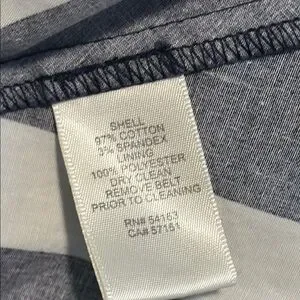 SHELL
97% COTTON
3% SPANDEX
LINING
100% POLYESTER
DRY CLEAN
REMOVE BELT
PRIOR TO CLEANING
RN# 54163
CA# 57151